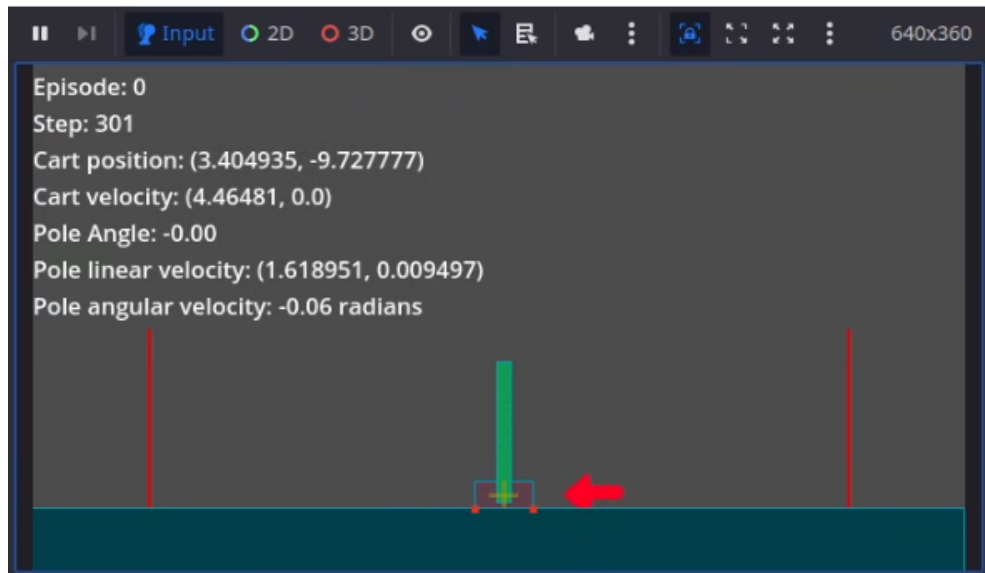 Input 2D 3D 640x360
Episode: 0
Step: 301
Cart position: (3.404935, -9.727777)
Cart velocity: (4.46481, 0.0)
Pole Angle: -0.00
Pole linear velocity: (1.618951, 0.009497)
Pole angular velocity: -0.06 radians